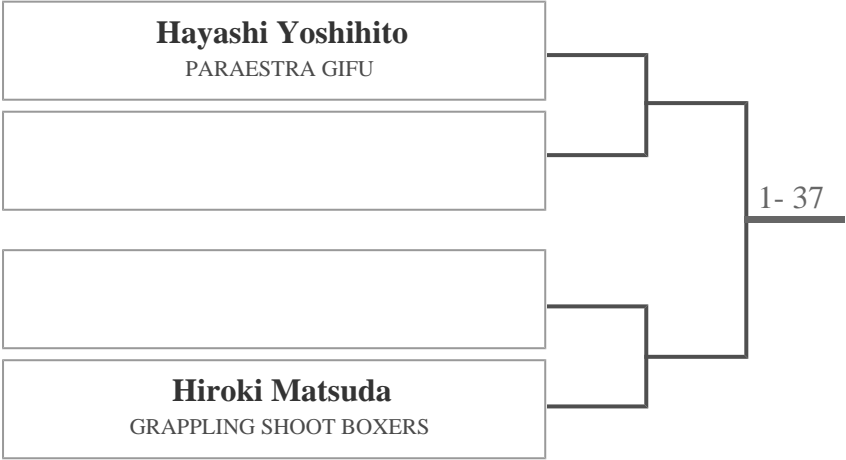 Hayashi Yoshihito
PARAESTRA GIFU
1- 37
Hiroki Matsuda
GRAPPLING SHOOT BOXERS